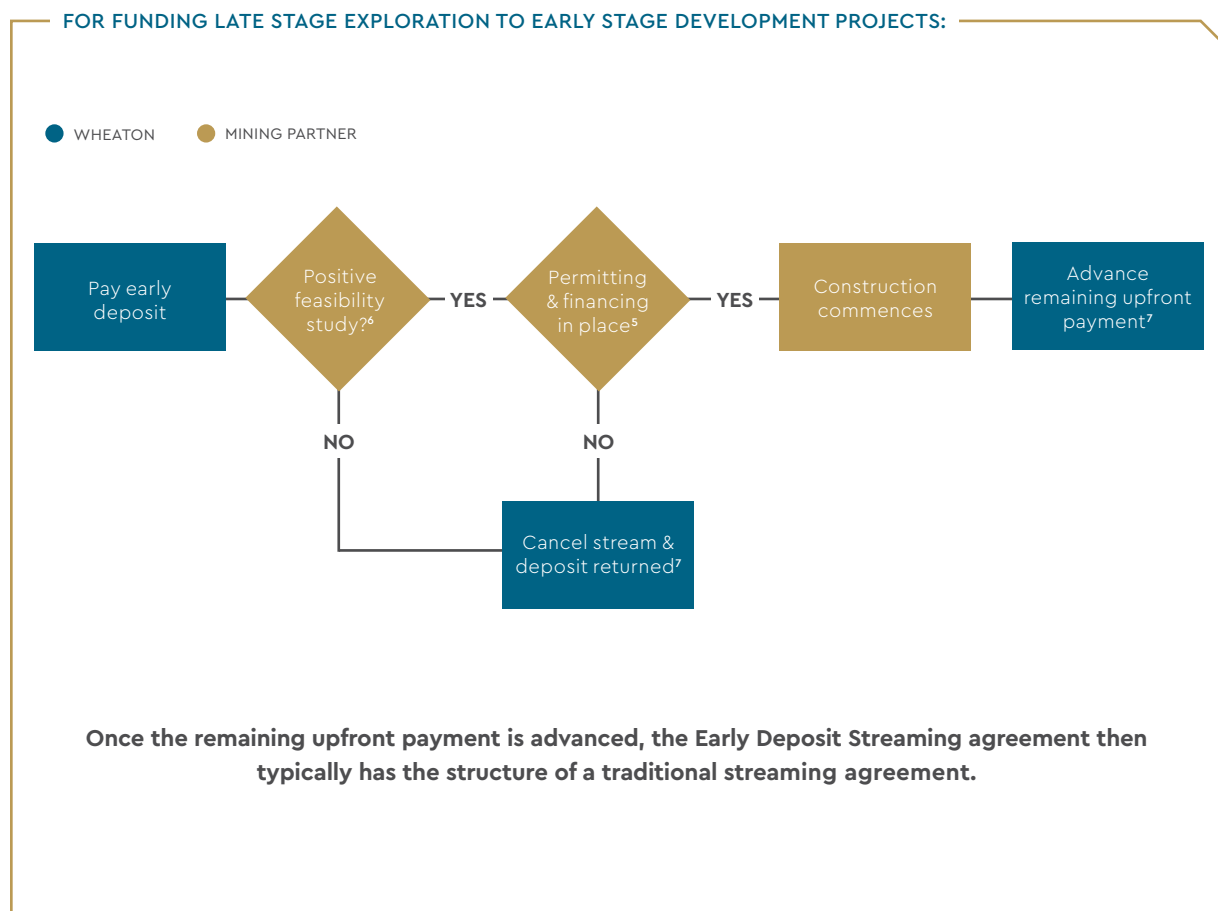 FOR FUNDING LATE STAGE EXPLORATION TO EARLY STAGE DEVELOPMENT PROJECTS:
WHEATON
MINING PARTNER
Pay early
deposit
Positive
feasibility
study?⁶
YES
Permitting
& financing
in place⁵
YES
Construction
commences
Advance
remaining upfront
payment⁷
NO
NO
Cancel stream &
deposit returned⁷
Once the remaining upfront payment is advanced, the Early Deposit Streaming agreement then
typically has the structure of a traditional streaming agreement.